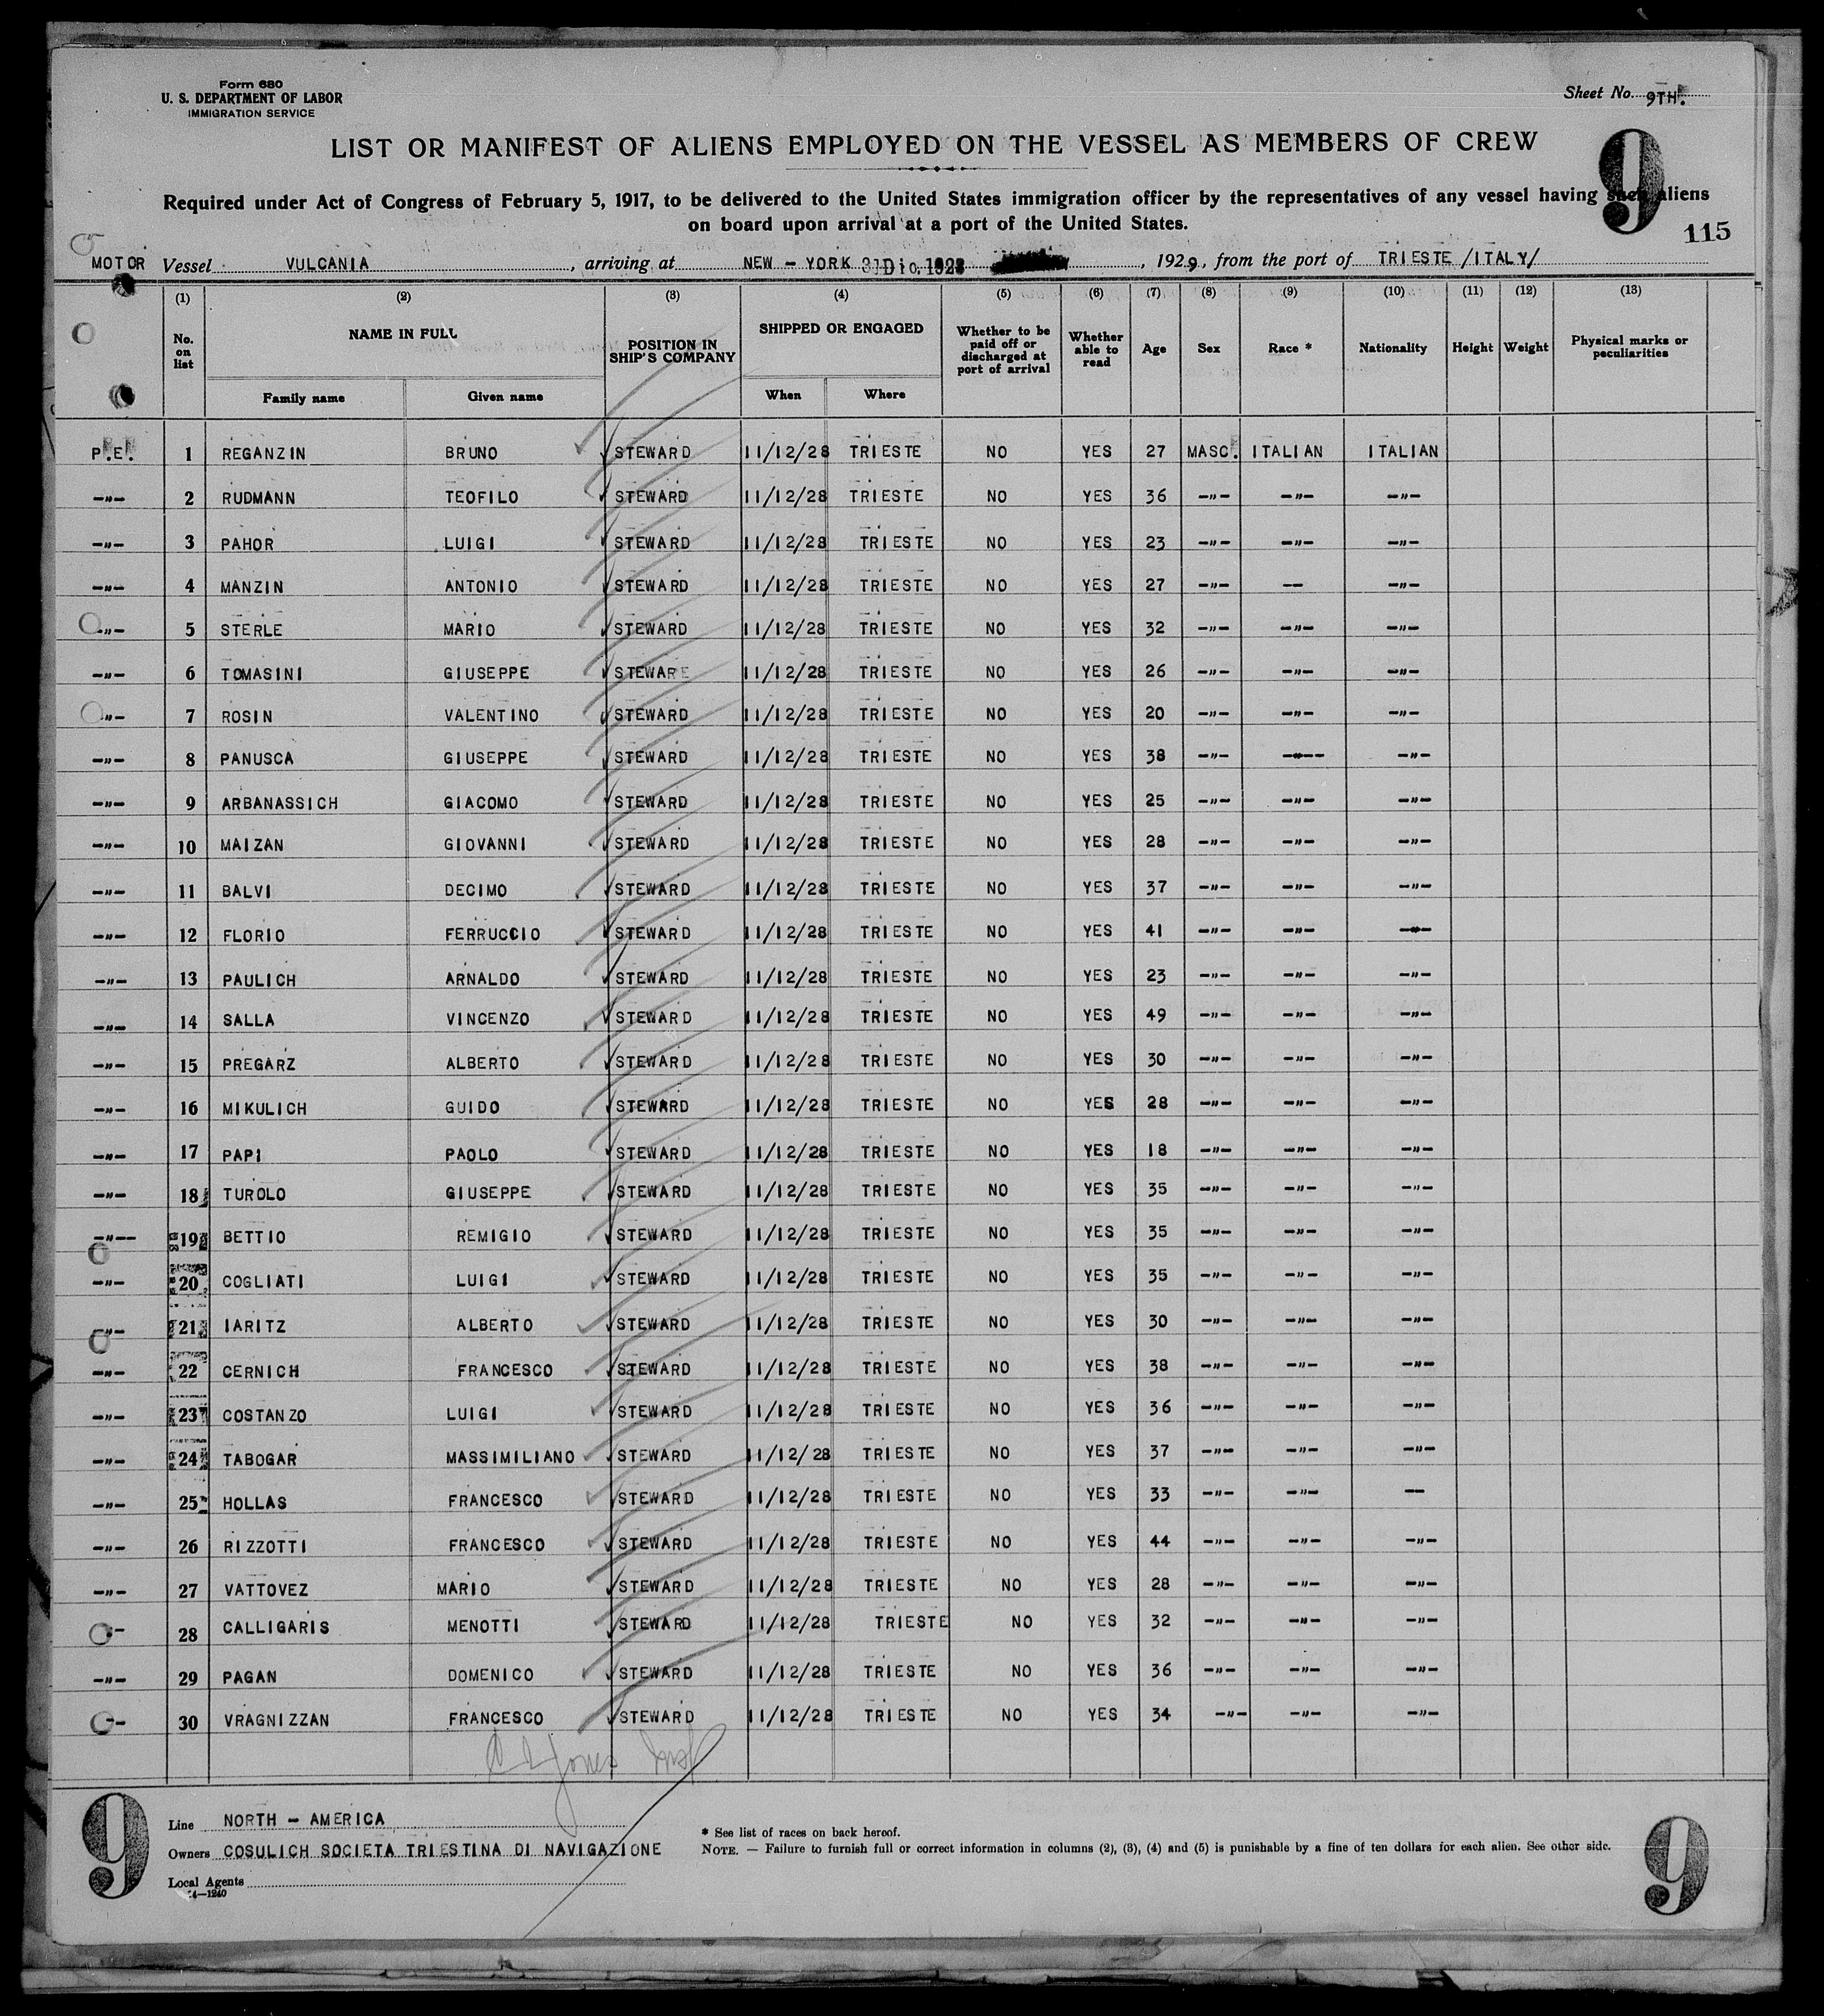 Form 680
U. S. DEPARTMENT OF LABOR
IMMIGRATION SERVICE
Sheet No. 9TH.
LIST OR MANIFEST OF ALIENS EMPLOYED ON THE VESSEL AS MEMBERS OF CREW
9
Required under Act of Congress of February 5, 1917, to be delivered to the United States immigration officer by the representatives of any vessel having such aliens
on board upon arrival at a port of the United States.
115
MOTOR Vessel VULCANIA, arriving at NEW - YORK 31 Dic. 1928, 1929, from the port of TRIESTE /ITALY/
(1) (2) (3) (4) (5) (6) (7) (8) (9) (10) (11) (12) (13)
No. on list NAME IN FULL POSITION IN SHIP'S COMPANY SHIPPED OR ENGAGED Whether to be paid off or discharged at port of arrival Whether able to read Age Sex Race * Nationality Height Weight Physical marks or peculiarities
Family name Given name When Where
P.E. 1 REGANZIN BRUNO STEWARD 11/12/28 TRIESTE NO YES 27 MASC. ITALIAN ITALIAN
-"- 2 RUDMANN TEOFILO STEWARD 11/12/28 TRIESTE NO YES 36 -"- -"- -"-
-"- 3 PAHOR LUIGI STEWARD 11/12/28 TRIESTE NO YES 23 -"- -"- -"-
-"- 4 MANZIN ANTONIO STEWARD 11/12/28 TRIESTE NO YES 27 -"- -- -"-
-"- 5 STERLE MARIO STEWARD 11/12/28 TRIESTE NO YES 32 -"- -"- -"-
-"- 6 TOMASINI GIUSEPPE STEWARE 11/12/28 TRIESTE NO YES 26 -"- -"- -"-
-"- 7 ROSIN VALENTINO STEWARD 11/12/28 TRIESTE NO YES 20 -"- -"- -"-
-"- 8 PANUSCA GIUSEPPE STEWARD 11/12/28 TRIESTE NO YES 38 -"- -"-- -"-
-"- 9 ARBANASSICH GIACOMO STEWARD 11/12/28 TRIESTE NO YES 25 -"- -"- -"-
-"- 10 MAIZAN GIOVANNI STEWARD 11/12/28 TRIESTE NO YES 28 -"- -"- -"-
-"- 11 BALVI DECIMO STEWARD 11/12/28 TRIESTE NO YES 37 -"- -"- -"-
-"- 12 FLORIO FERRUCCIO STEWARD 11/12/28 TRIESTE NO YES 41 -"- -"- -"-
-"- 13 PAULICH ARNALDO STEWARD 11/12/28 TRIESTE NO YES 23 -"- -"- -"-
-"- 14 SALLA VINCENZO STEWARD 11/12/28 TRIESTE NO YES 49 -"- -"- -"-
-"- 15 PREGARZ ALBERTO STEWARD 11/12/28 TRIESTE NO YES 30 -"- -"- -"-
-"- 16 MIKULICH GUIDO STEWARD 11/12/28 TRIESTE NO YES 28 -"- -"- -"-
-"- 17 PAPI PAOLO STEWARD 11/12/28 TRIESTE NO YES 18 -"- -"- -"-
-"- 18 TUROLO GIUSEPPE STEWARD 11/12/28 TRIESTE NO YES 35 -"- -"- -"-
-"-- 19 BETTIO REMIGIO STEWARD 11/12/28 TRIESTE NO YES 35 -"- -"- -"-
-"- 20 COGLIATI LUIGI STEWARD 11/12/28 TRIESTE NO YES 35 -"- -"- -"-
-"- 21 IARITZ ALBERTO STEWARD 11/12/28 TRIESTE NO YES 30 -"- -"- -"-
-"- 22 CERNICH FRANCESCO STEWARD 11/12/28 TRIESTE NO YES 38 -"- -"- -"-
-"- 23 COSTANZO LUIGI STEWARD 11/12/28 TRIESTE NO YES 36 -"- -"- -"-
-"- 24 TABOGAR MASSIMILIANO STEWARD 11/12/28 TRIESTE NO YES 37 -"- -"- -"-
-"- 25 HOLLAS FRANCESCO STEWARD 11/12/28 TRIESTE NO YES 33 -"- -"- --
-"- 26 RIZZOTTI FRANCESCO STEWARD 11/12/28 TRIESTE NO YES 44 -"- -"- -"-
-"- 27 VATTOVEZ MARIO STEWARD 11/12/28 TRIESTE NO YES 28 -"- -"- -"-
-"- 28 CALLIGARIS MENOTTI STEWARD 11/12/28 TRIESTE NO YES 32 -"- -"- -"-
-"- 29 PAGAN DOMENICO STEWARD 11/12/28 TRIESTE NO YES 36 -"- -"- -"-
-"- 30 VRAGNIZZAN FRANCESCO STEWARD 11/12/28 TRIESTE NO YES 34 -"- -"- -"-
Jones Insp
9 9
Line NORTH - AMERICA
Owners COSULICH SOCIETA TRIESTINA DI NAVIGAZIONE
Local Agents
14-1240
* See list of races on back hereof.
NOTE. — Failure to furnish full or correct information in columns (2), (3), (4) and (5) is punishable by a fine of ten dollars for each alien. See other side.